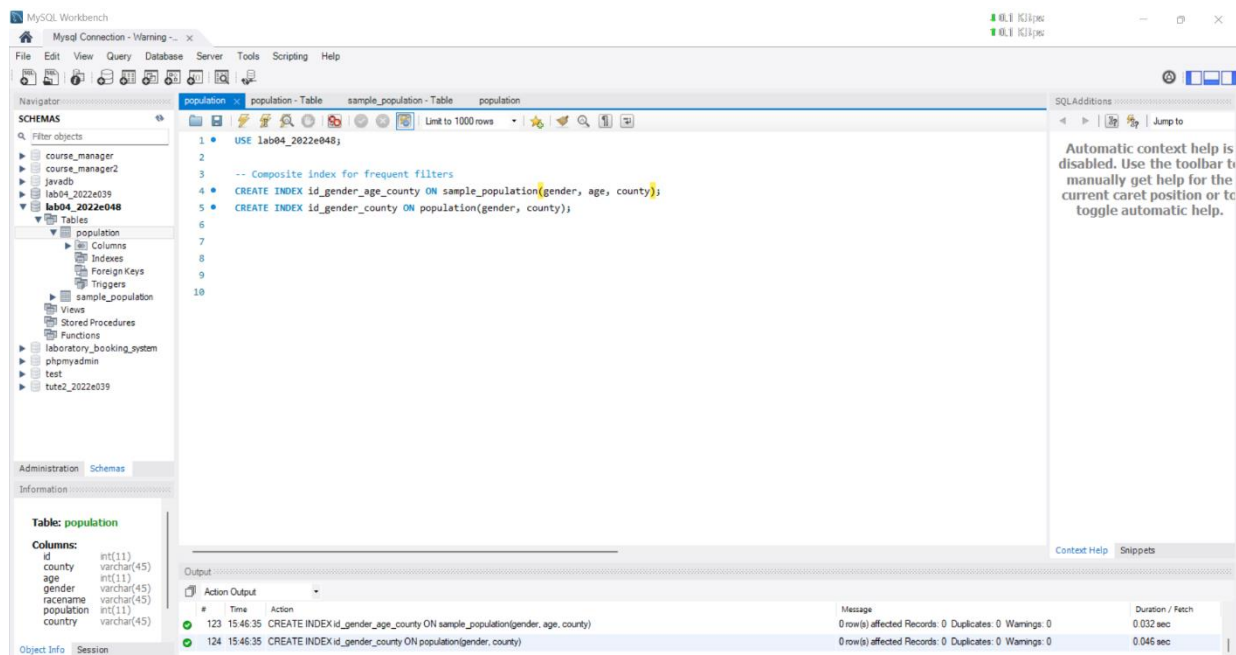 MySQL Workbench
0.1 KBps
0.1 KBps
Mysql Connection - Warning -...
File Edit View Query Database Server Tools Scripting Help
Navigator
SCHEMAS
Filter objects
course_manager
course_manager2
javadb
lab04_2022e039
lab04_2022e048
Tables
population
Columns
Indexes
Foreign Keys
Triggers
sample_population
Views
Stored Procedures
Functions
laboratory_booking_system
phpmyadmin
test
tute2_2022e039
Administration Schemas
Information
Table: population
Columns:
id int(11)
county varchar(45)
age int(11)
gender varchar(45)
racename varchar(45)
population int(11)
country varchar(45)
Object Info Session
population population - Table sample_population - Table population
Limit to 1000 rows
1 USE lab04_2022e048;
2
3 -- Composite index for frequent filters
4 CREATE INDEX id_gender_age_county ON sample_population(gender, age, county);
5 CREATE INDEX id_gender_county ON population(gender, county);
6
7
8
9
10
SQLAdditions
Jump to
Automatic context help is
disabled. Use the toolbar to
manually get help for the
current caret position or to
toggle automatic help.
Context Help Snippets
Output
Action Output
# Time Action Message Duration / Fetch
123 15:46:35 CREATE INDEX id_gender_age_county ON sample_population(gender, age, county) 0 row(s) affected Records: 0 Duplicates: 0 Warnings: 0 0.032 sec
124 15:46:35 CREATE INDEX id_gender_county ON population(gender, county) 0 row(s) affected Records: 0 Duplicates: 0 Warnings: 0 0.046 sec